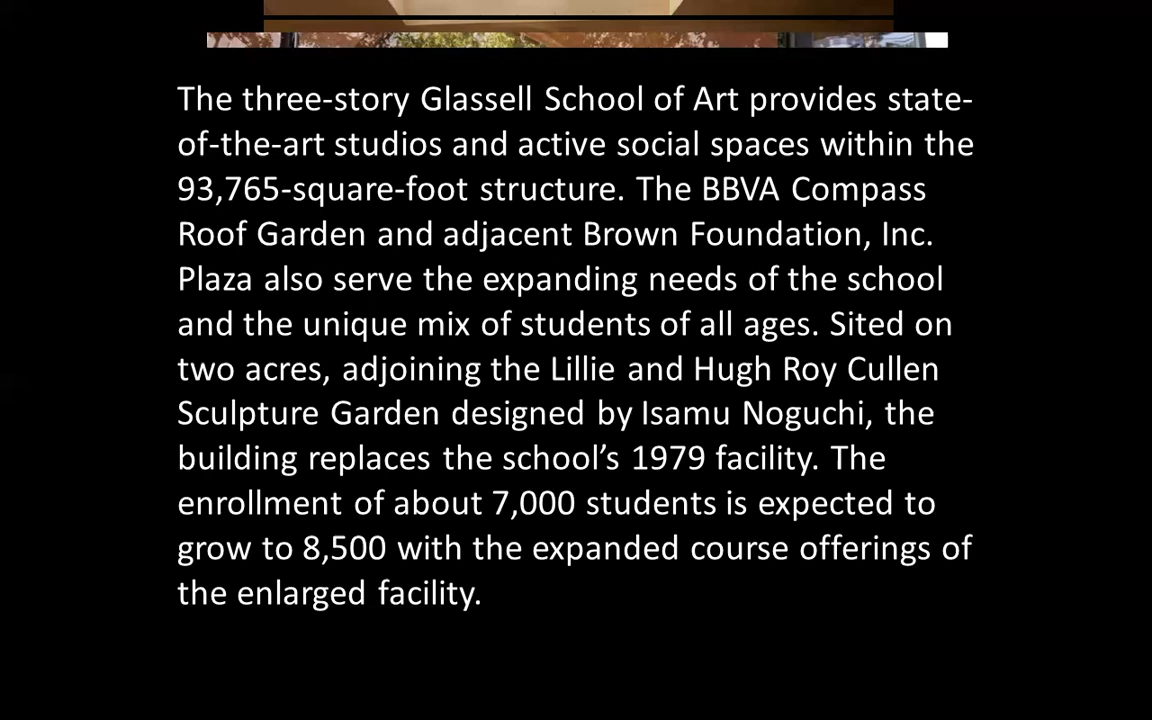 The three-story Glassell School of Art provides state-
of-the-art studios and active social spaces within the
93,765-square-foot structure. The BBVA Compass
Roof Garden and adjacent Brown Foundation, Inc.
Plaza also serve the expanding needs of the school
and the unique mix of students of all ages. Sited on
two acres, adjoining the Lillie and Hugh Roy Cullen
Sculpture Garden designed by Isamu Noguchi, the
building replaces the school’s 1979 facility. The
enrollment of about 7,000 students is expected to
grow to 8,500 with the expanded course offerings of
the enlarged facility.